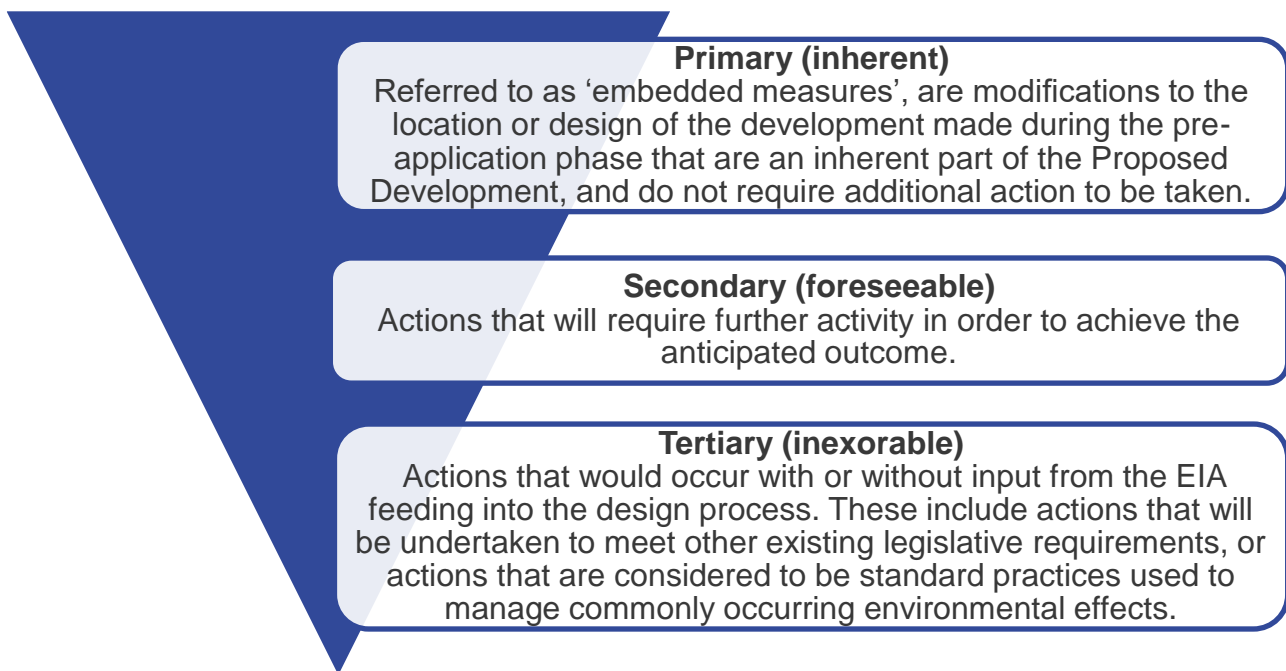 Primary (inherent)
Referred to as ‘embedded measures’, are modifications to the
location or design of the development made during the pre-
application phase that are an inherent part of the Proposed
Development, and do not require additional action to be taken.
Secondary (foreseeable)
Actions that will require further activity in order to achieve the
anticipated outcome.
Tertiary (inexorable)
Actions that would occur with or without input from the EIA
feeding into the design process. These include actions that will
be undertaken to meet other existing legislative requirements, or
actions that are considered to be standard practices used to
manage commonly occurring environmental effects.